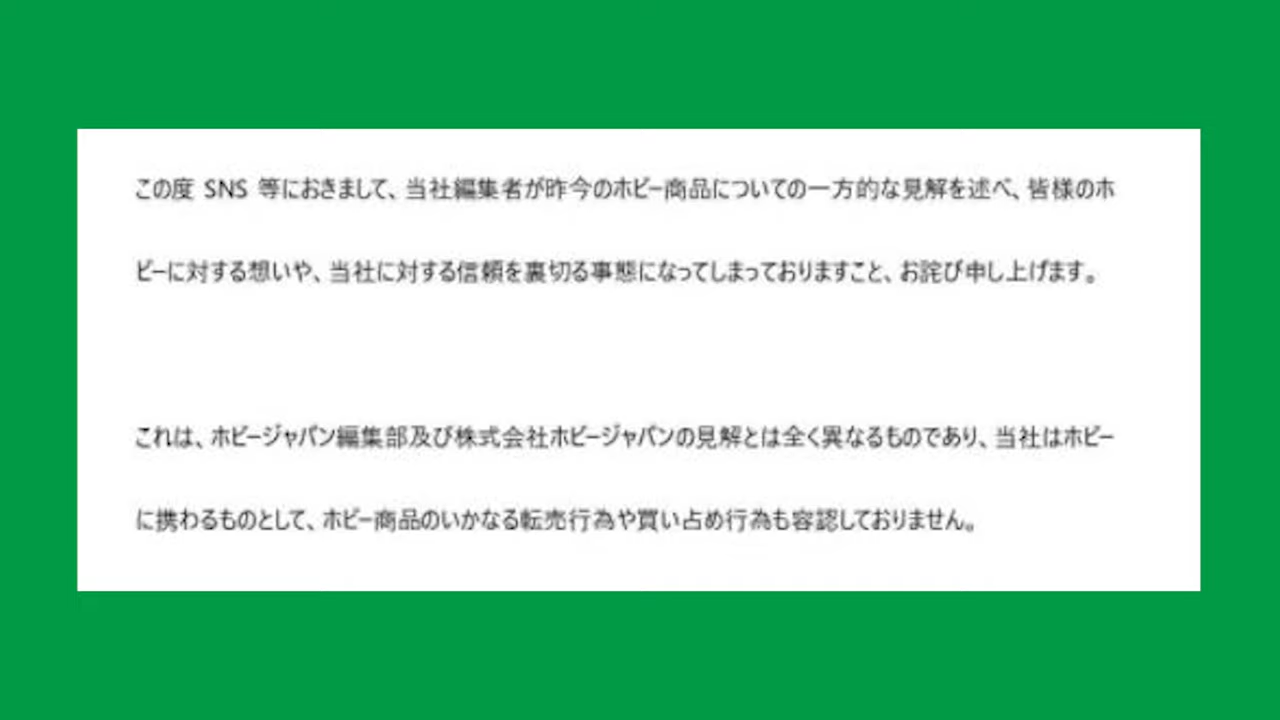 この度 SNS 等におきまして、当社編集者が昨今のホビー商品についての一方的な見解を述べ、皆様のホ
ビーに対する想いや、当社に対する信頼を裏切る事態になってしまっておりますこと、お詫び申し上げます。
これは、ホビージャパン編集部及び株式会社ホビージャパンの見解とは全く異なるものであり、当社はホビー
に携わるものとして、ホビー商品のいかなる転売行為や買い占め行為も容認しておりません。